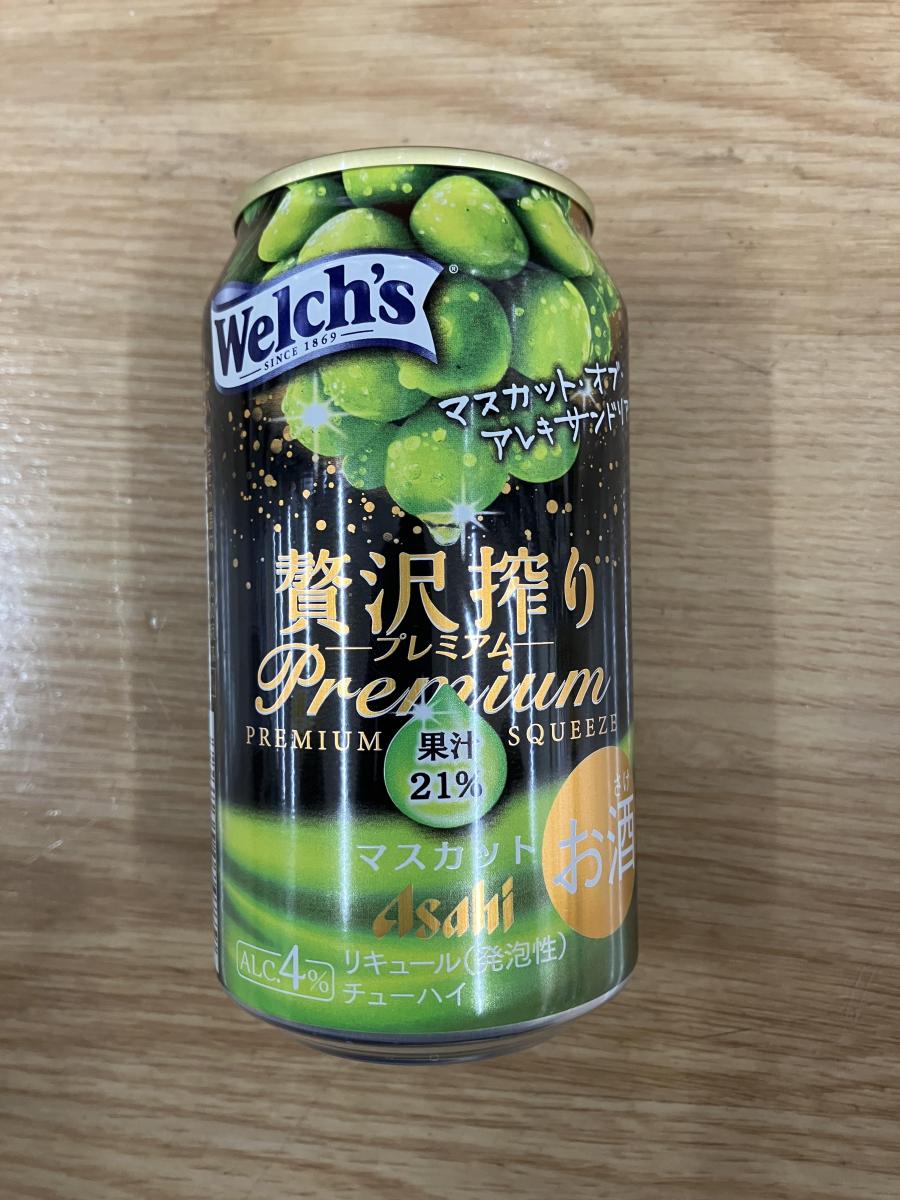 Welch's®
SINCE 1869
マスカット・オブ・
アレキサンドリア
贅沢搾り
プレミアム
Premium
PREMIUM SQUEEZE
果汁
21%
マスカット
さけ
お酒
Asahi
ALC.4%
リキュール(発泡性)
チューハイ